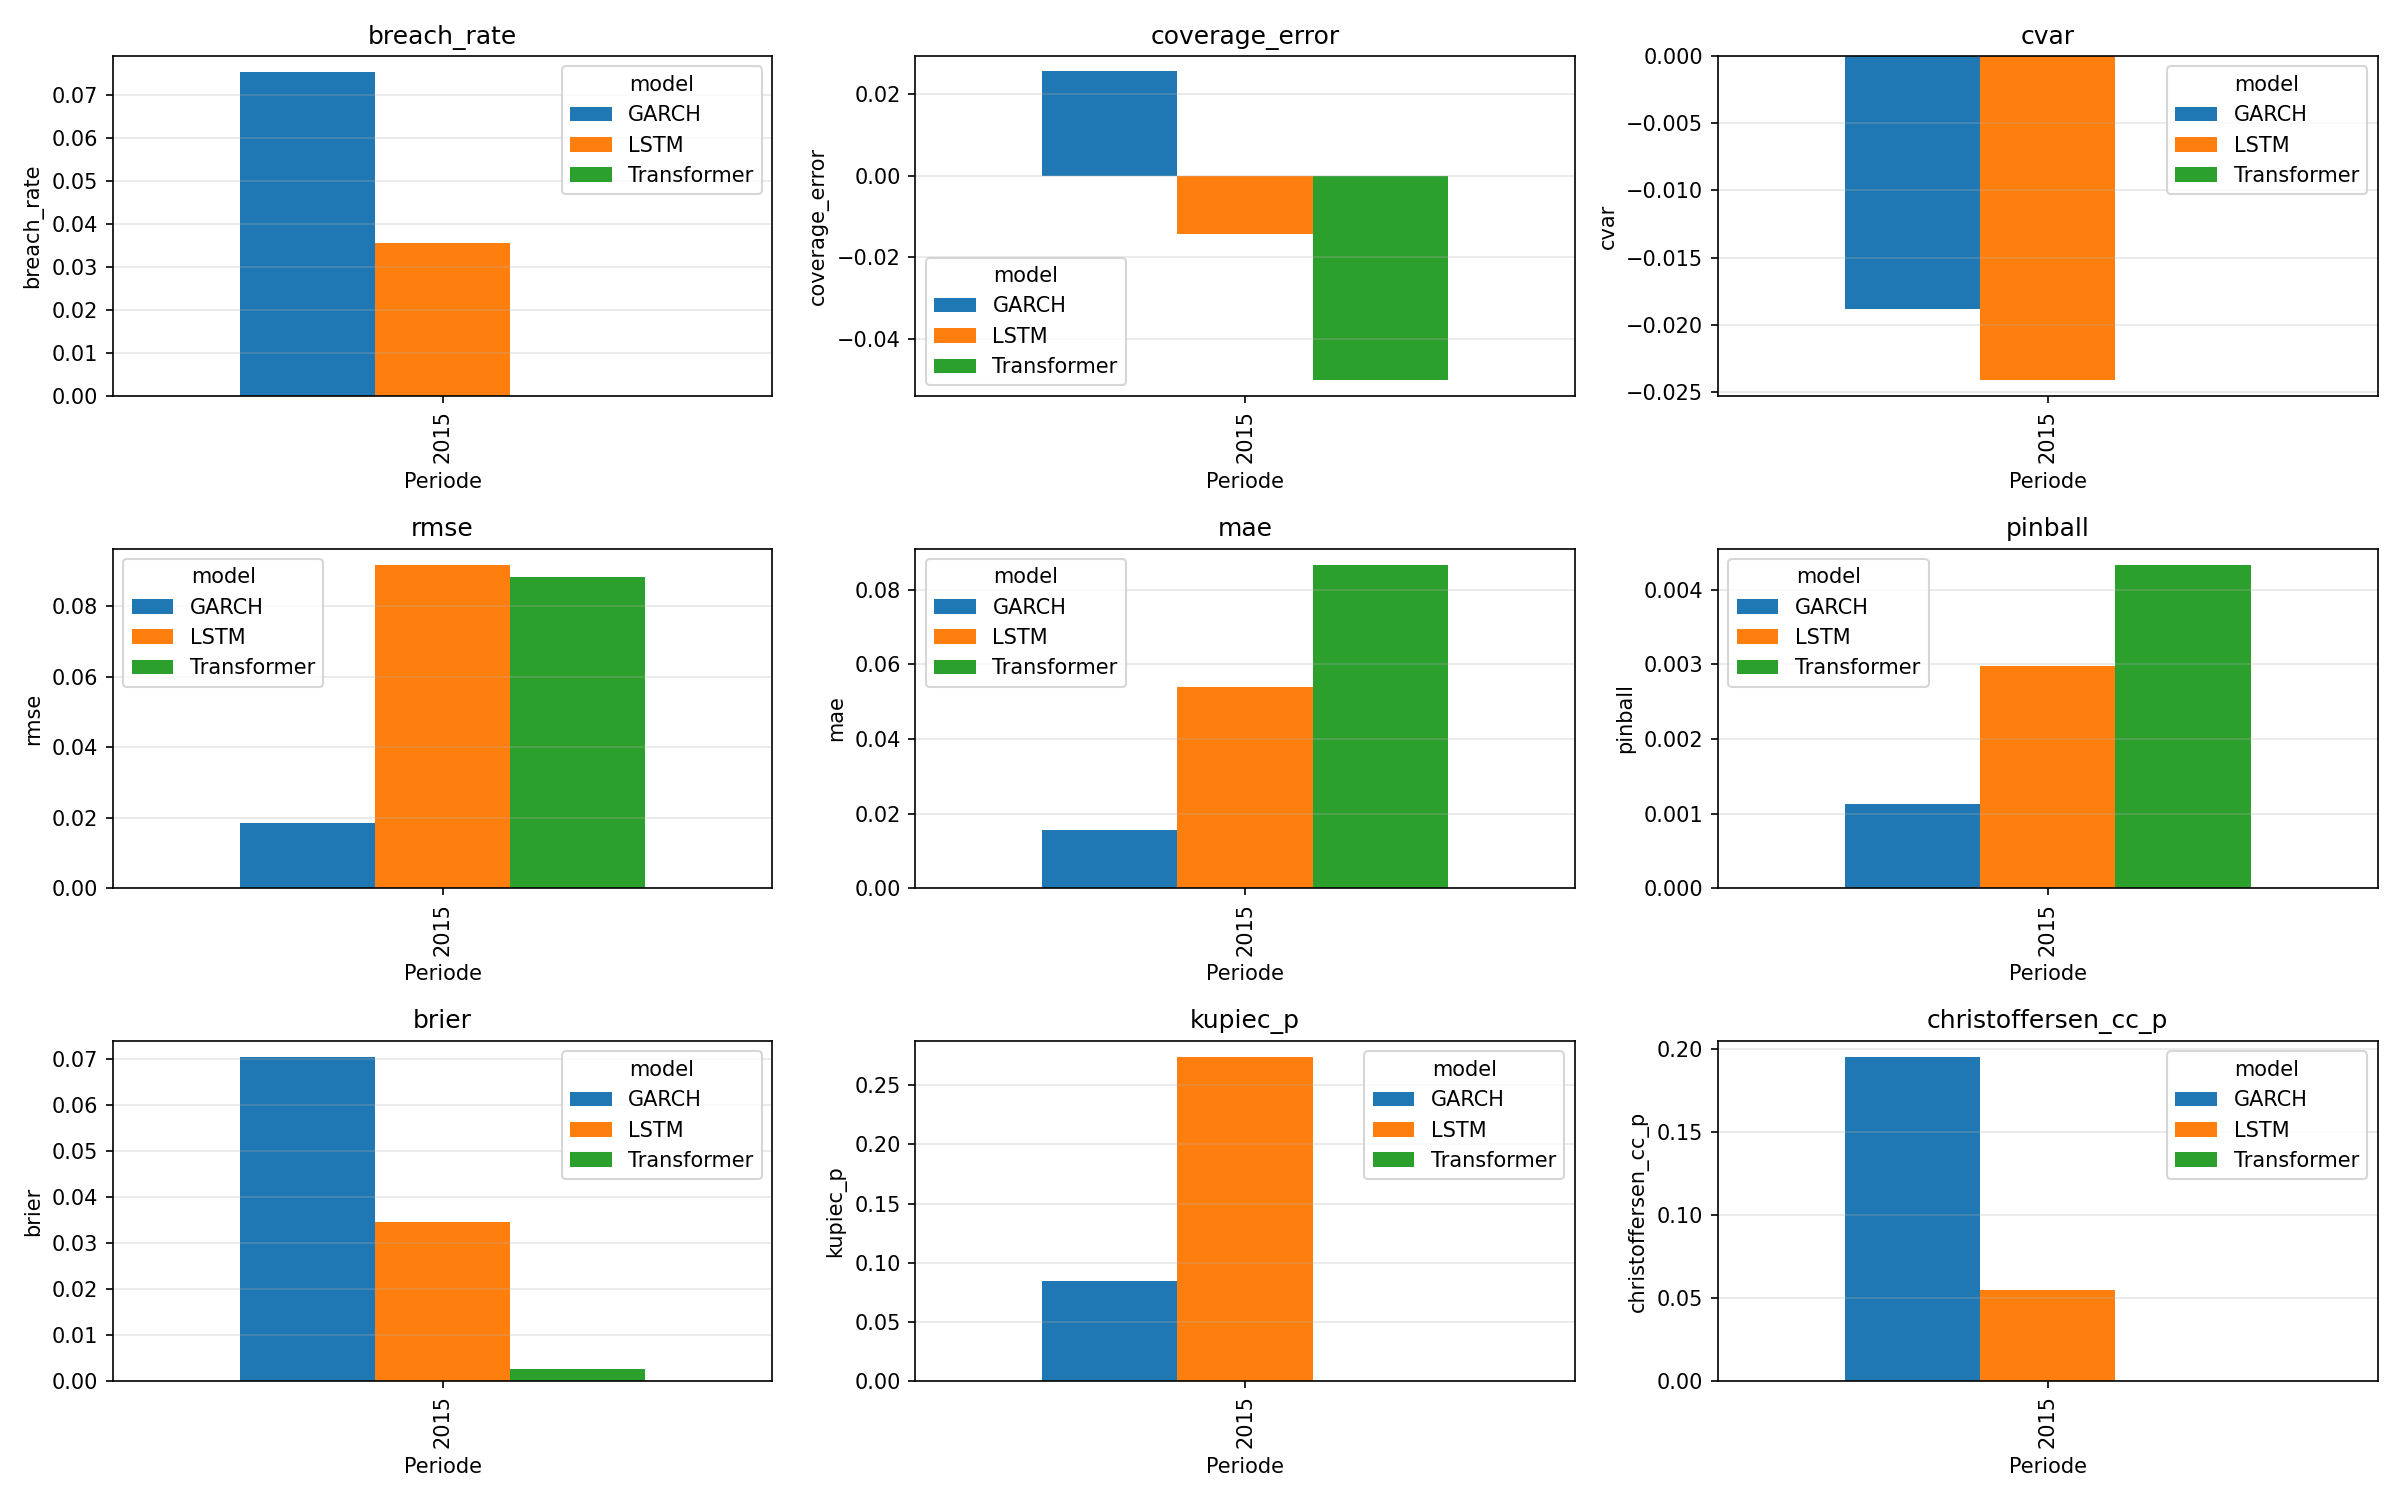 breach_rate
0.07
0.06
0.05
0.04
0.03
0.02
0.01
0.00
breach_rate
model
GARCH
LSTM
Transformer
2015
Periode
coverage_error
0.02
0.00
−0.02
−0.04
coverage_error
model
GARCH
LSTM
Transformer
2015
Periode
cvar
0.000
−0.005
−0.010
−0.015
−0.020
−0.025
cvar
model
GARCH
LSTM
Transformer
2015
Periode
rmse
0.08
0.06
0.04
0.02
0.00
rmse
model
GARCH
LSTM
Transformer
2015
Periode
mae
0.08
0.06
0.04
0.02
0.00
mae
model
GARCH
LSTM
Transformer
2015
Periode
pinball
0.004
0.003
0.002
0.001
0.000
pinball
model
GARCH
LSTM
Transformer
2015
Periode
brier
0.07
0.06
0.05
0.04
0.03
0.02
0.01
0.00
brier
model
GARCH
LSTM
Transformer
2015
Periode
kupiec_p
0.25
0.20
0.15
0.10
0.05
0.00
kupiec_p
model
GARCH
LSTM
Transformer
2015
Periode
christoffersen_cc_p
0.20
0.15
0.10
0.05
0.00
christoffersen_cc_p
model
GARCH
LSTM
Transformer
2015
Periode